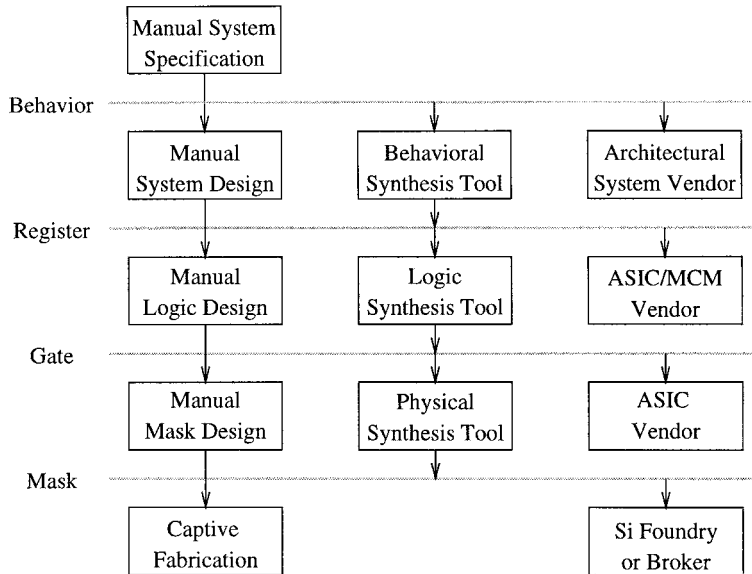 Manual System
Specification
Behavior
Manual
System Design
Behavioral
Synthesis Tool
Architectural
System Vendor
Register
Manual
Logic Design
Logic
Synthesis Tool
ASIC/MCM
Vendor
Gate
Manual
Mask Design
Physical
Synthesis Tool
ASIC
Vendor
Mask
Captive
Fabrication
Si Foundry
or Broker